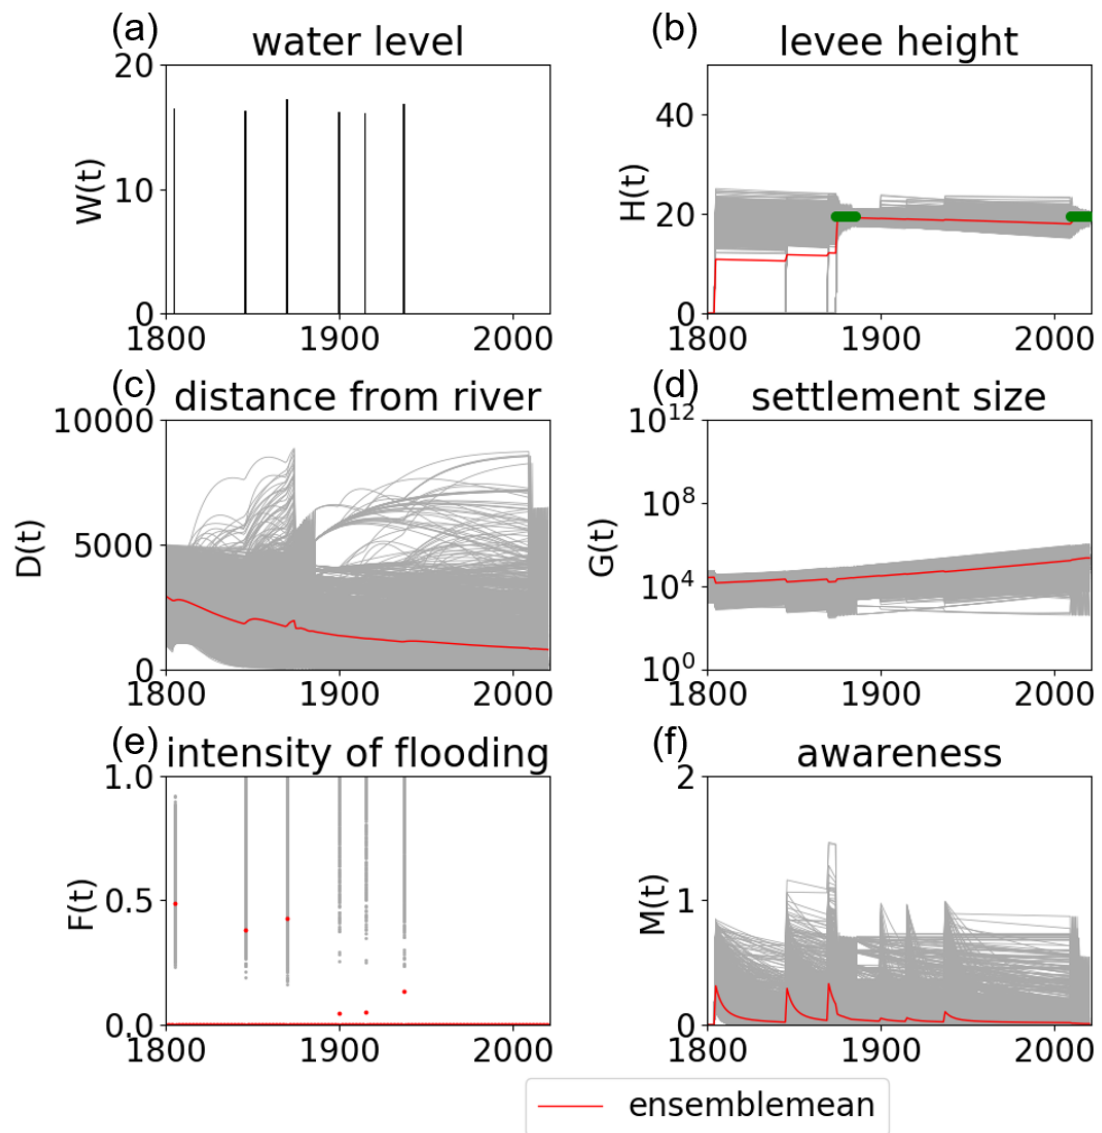 (a) water level
20
10
0
W(t)
1800 1900 2000
(b) levee height
40
20
0
H(t)
1800 1900 2000
(c) distance from river
10000
5000
0
D(t)
1800 1900 2000
(d) settlement size
10^12
10^8
10^4
10^0
G(t)
1800 1900 2000
(e) intensity of flooding
1.0
0.5
0.0
F(t)
1800 1900 2000
(f) awareness
2
1
0
M(t)
1800 1900 2000
ensemblemean